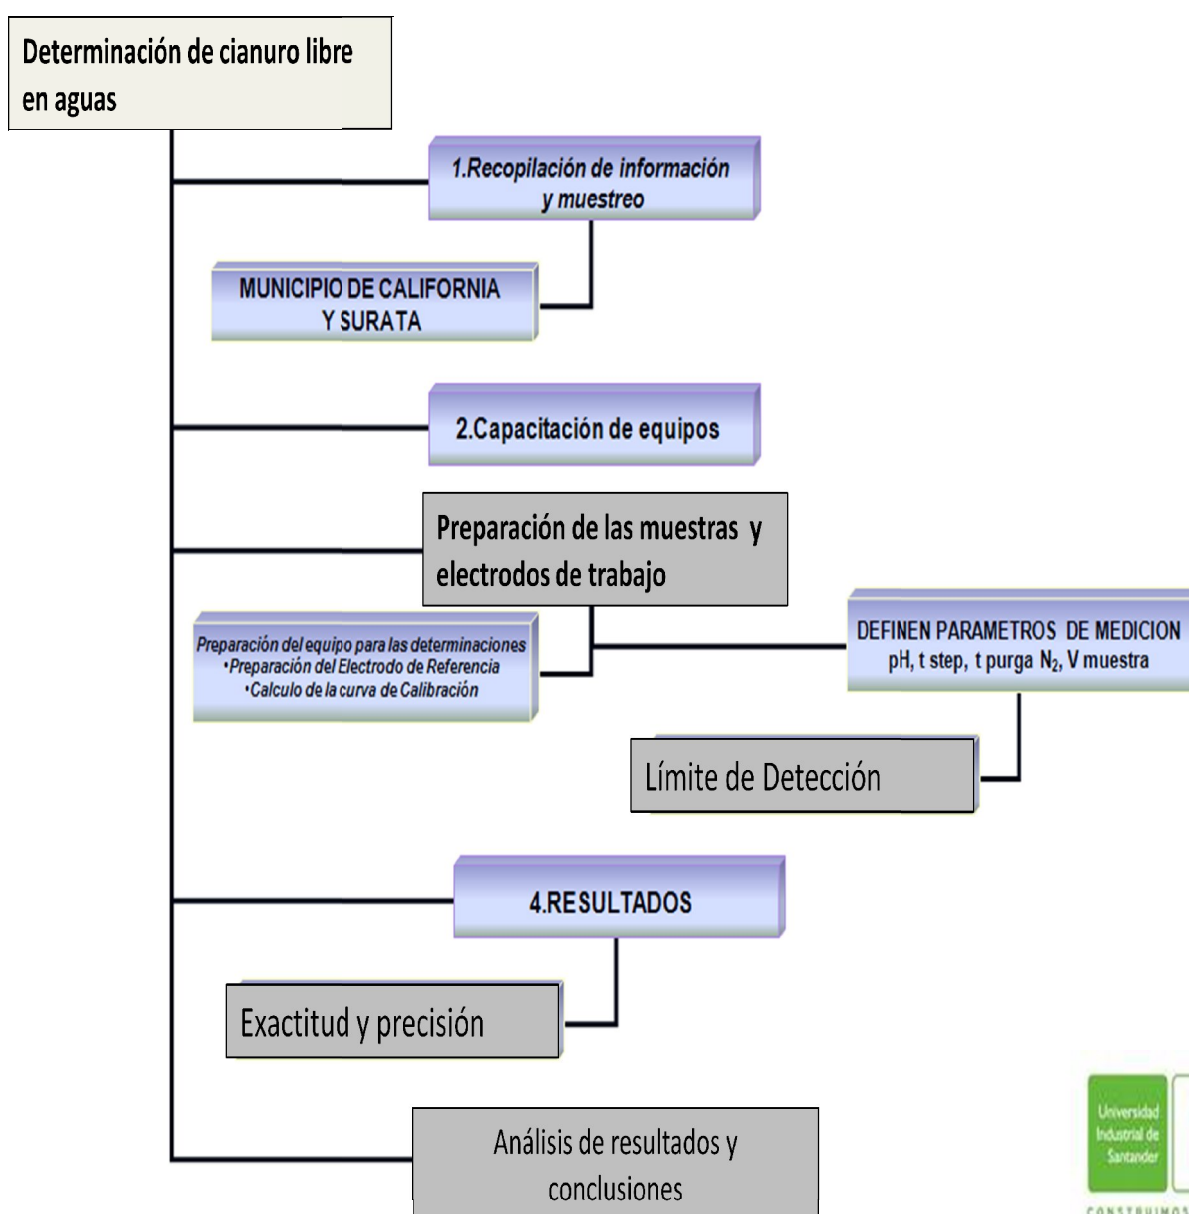 Determinación de cianuro libre
en aguas
1.Recopilación de información
y muestreo
MUNICIPIO DE CALIFORNIA
Y SURATA
2.Capacitación de equipos
Preparación de las muestras y
electrodos de trabajo
Preparación del equipo para las determinaciones
•Preparación del Electrodo de Referencia
•Calculo de la curva de Calibración
DEFINEN PARAMETROS DE MEDICION
pH, t step, t purga N₂, V muestra
Límite de Detección
4.RESULTADOS
Exactitud y precisión
Análisis de resultados y
conclusiones
Universidad
Industrial de
Santander
CONSTRUIMOS